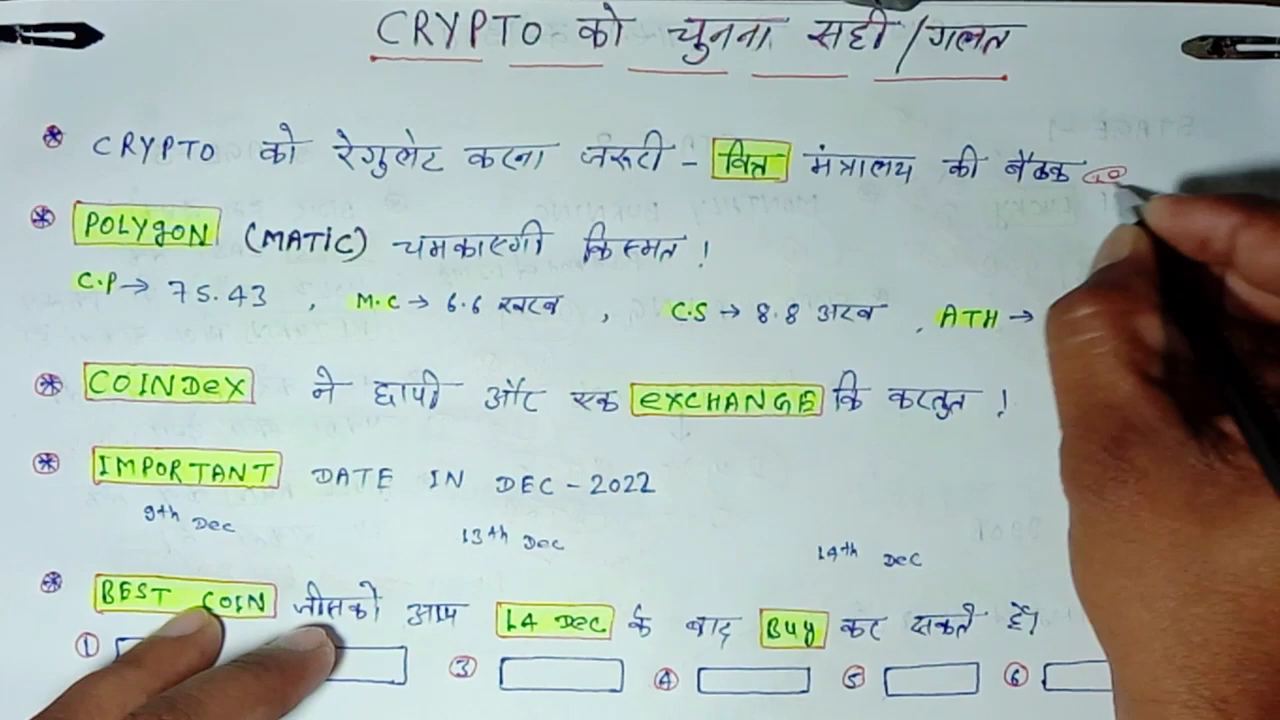 CRYPTO को चुनना सही/गलत
* CRYPTO को रेगुलेट करना जरूरी - वित्त मंत्रालय की बैठक
* POLYGON (MATIC) चमकाएगी किस्मत !
C.P → 75.43 , M.C → 6.6 खरब , C.S → 8.8 अरब , ATH →
* COINDEX ने छापी और एक EXCHANGE कि करतुत !
* IMPORTANT DATE IN DEC - 2022
9th Dec 13th Dec 14th Dec
* BEST COIN जीसको आप 14 DEC के बाद BUY कर सकते है।
① ③ ④ ⑤ ⑥